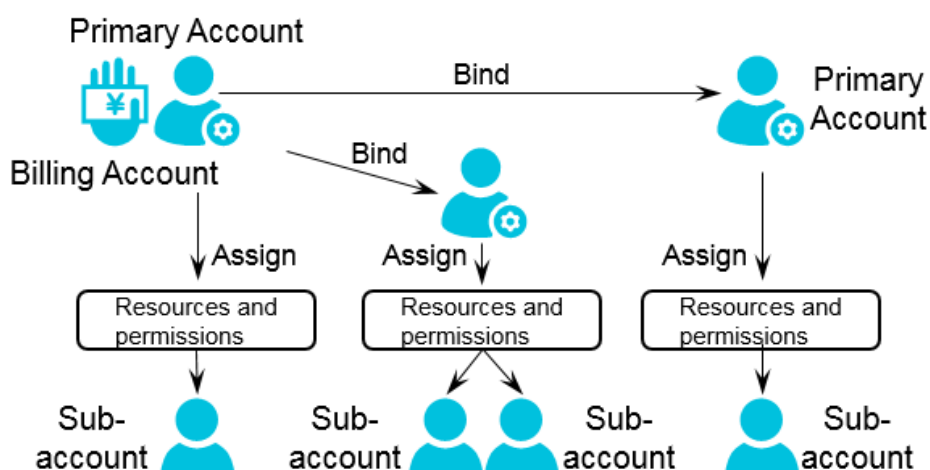 Primary Account
Bind
Primary
Account
¥
Bind
Billing Account
Assign
Assign
Assign
Resources and
permissions
Resources and
permissions
Resources and
permissions
Sub-
account
Sub-
account
Sub-
account
Sub-
account